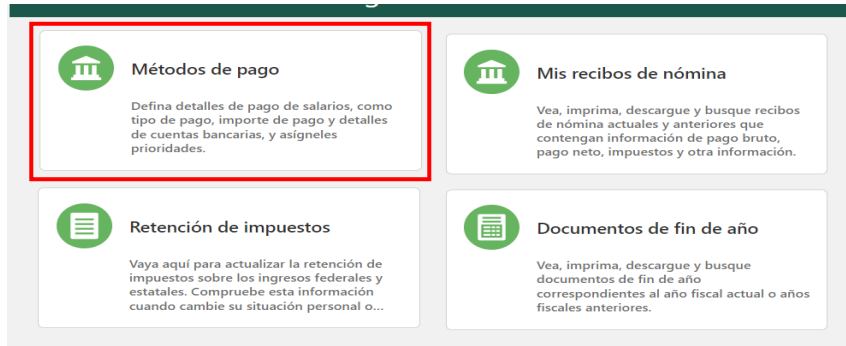 Métodos de pago
Defina detalles de pago de salarios, como
tipo de pago, importe de pago y detalles
de cuentas bancarias, y asígneles
prioridades.
Mis recibos de nómina
Vea, imprima, descargue y busque recibos
de nómina actuales y anteriores que
contengan información de pago bruto,
pago neto, impuestos y otra información.
Retención de impuestos
Vaya aquí para actualizar la retención de
impuestos sobre los ingresos federales y
estatales. Compruebe esta información
cuando cambie su situación personal o...
Documentos de fin de año
Vea, imprima, descargue y busque
documentos de fin de año
correspondientes al año fiscal actual o años
fiscales anteriores.